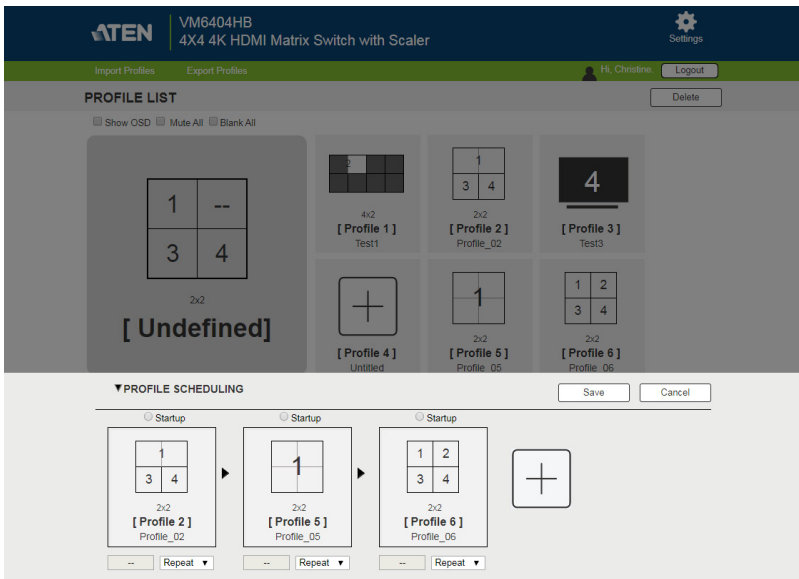 ATEN
VM6404HB
4X4 4K HDMI Matrix Switch with Scaler
Settings
Import Profiles Export Profiles Hi, Christine. Logout
PROFILE LIST Delete
Show OSD Mute All Blank All
1 --
3 4
2x2
[ Undefined]
2
4x2
[ Profile 1 ]
Test1
1
3 4
2x2
[ Profile 2 ]
Profile_02
4
[ Profile 3 ]
Test3
[ Profile 4 ]
Untitled
1
2x2
[ Profile 5 ]
Profile_05
1 2
3 4
2x2
[ Profile 6 ]
Profile_06
▼PROFILE SCHEDULING Save Cancel
Startup
1
3 4
2x2
[ Profile 2 ]
Profile_02
-- Repeat ▼
Startup
1
2x2
[ Profile 5 ]
Profile_05
-- Repeat ▼
Startup
1 2
3 4
2x2
[ Profile 6 ]
Profile_06
-- Repeat ▼